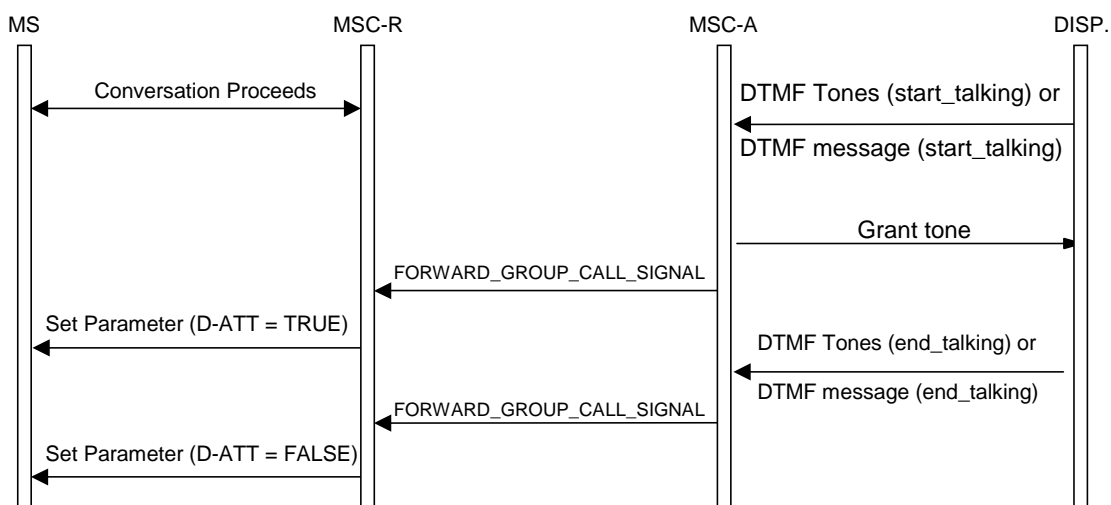 MS MSC-R MSC-A DISP.
Conversation Proceeds
DTMF Tones (start_talking) or
DTMF message (start_talking)
Grant tone
FORWARD_GROUP_CALL_SIGNAL
Set Parameter (D-ATT = TRUE)
DTMF Tones (end_talking) or
DTMF message (end_talking)
FORWARD_GROUP_CALL_SIGNAL
Set Parameter (D-ATT = FALSE)